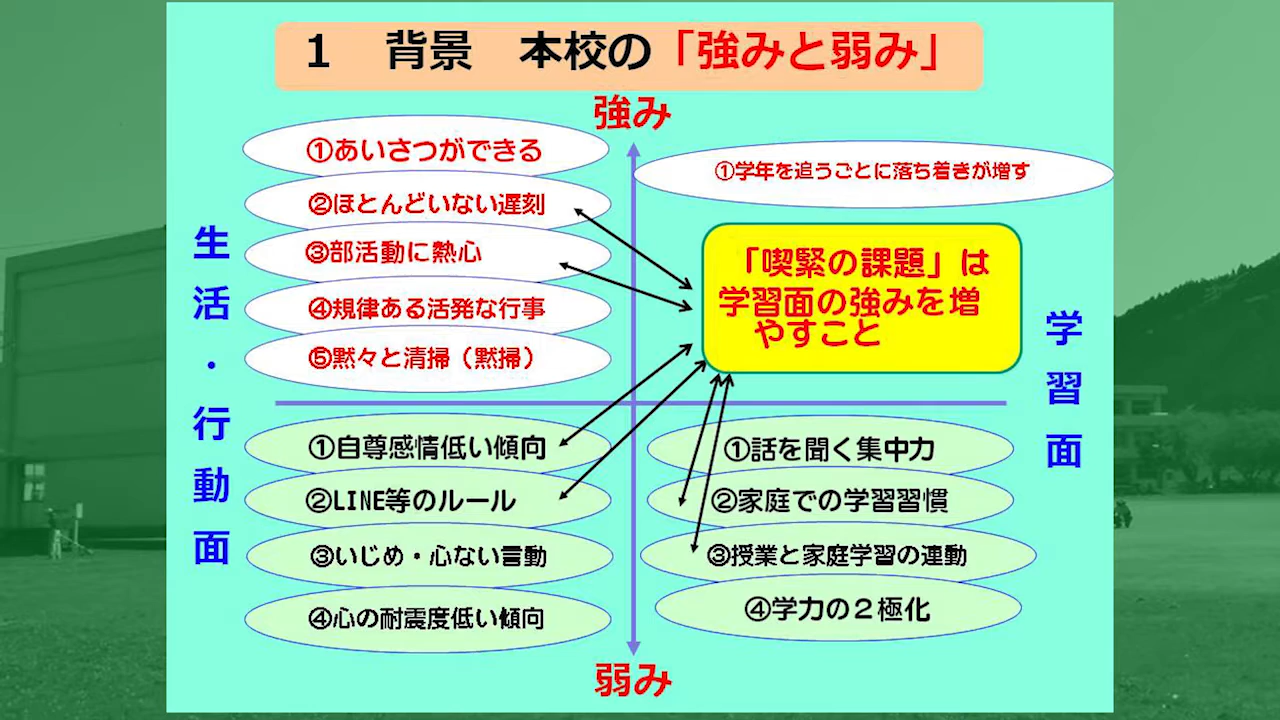 1 背景 本校の「強みと弱み」
強み
①あいさつができる
②ほとんどいない遅刻
③部活動に熱心
④規律ある活発な行事
⑤黙々と清掃（黙掃）
①学年を追うごとに落ち着きが増す
「喫緊の課題」は
学習面の強みを増
やすこと
生活・行動面
学習面
①自尊感情低い傾向
②LINE等のルール
③いじめ・心ない言動
④心の耐震度低い傾向
①話を聞く集中力
②家庭での学習習慣
③授業と家庭学習の連動
④学力の２極化
弱み